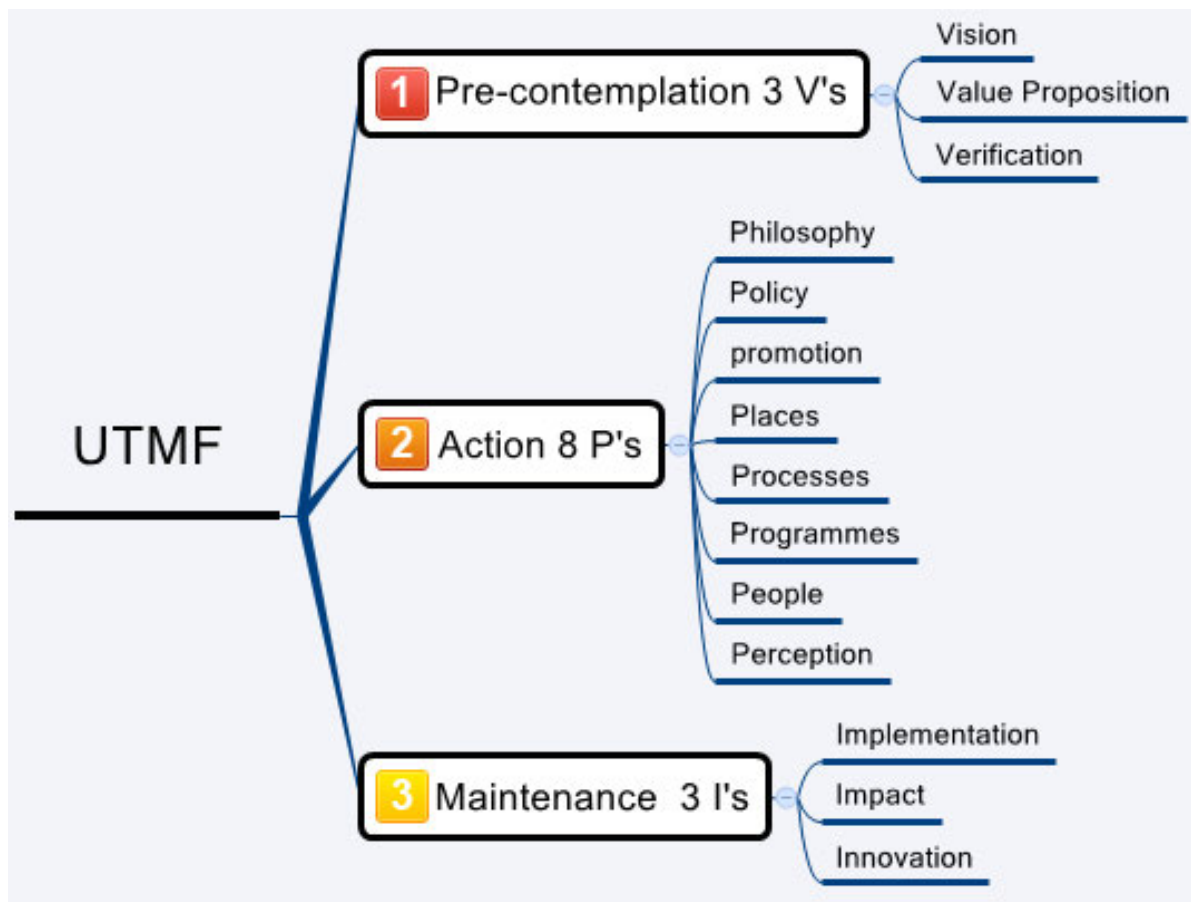 UTMF
1 Pre-contemplation 3 V's
Vision
Value Proposition
Verification
2 Action 8 P's
Philosophy
Policy
promotion
Places
Processes
Programmes
People
Perception
3 Maintenance 3 I's
Implementation
Impact
Innovation